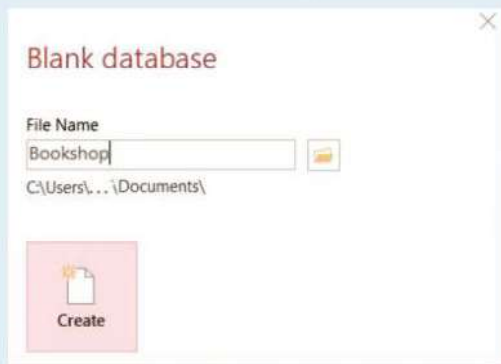 Blank database
File Name
Bookshop
C:\Users\...\Documents\
Create